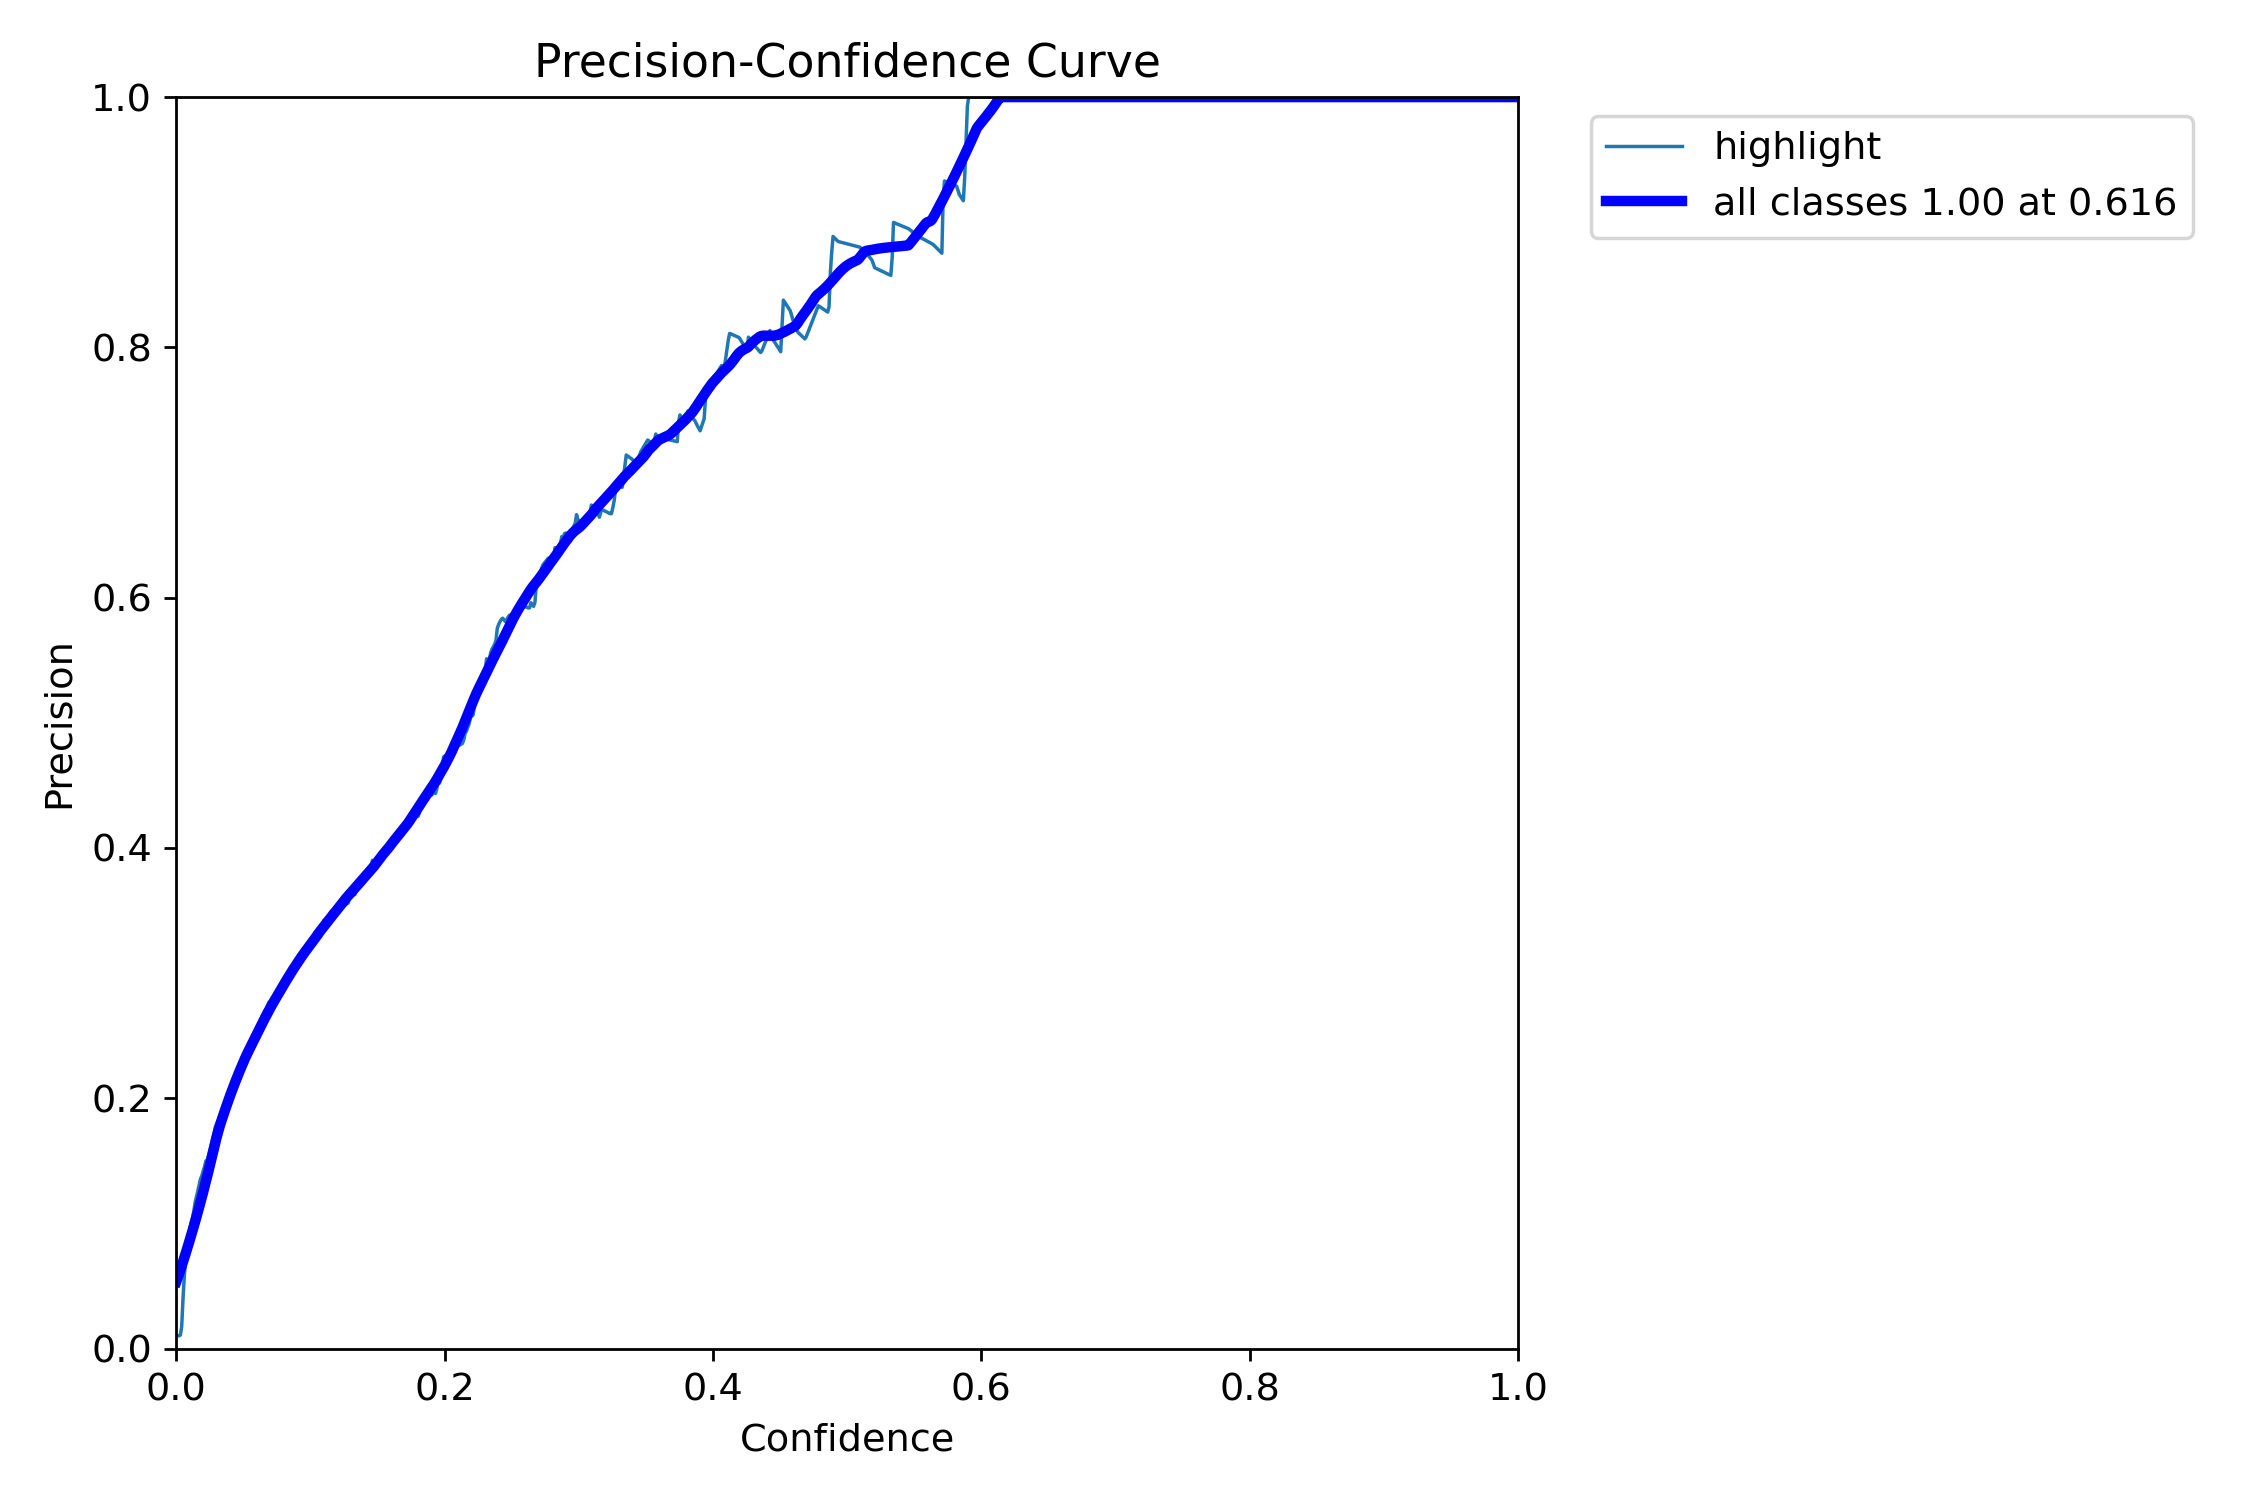 Precision-Confidence Curve
highlight
all classes 1.00 at 0.616
Precision
1.0
0.8
0.6
0.4
0.2
0.0
0.0 0.2 0.4 0.6 0.8 1.0
Confidence